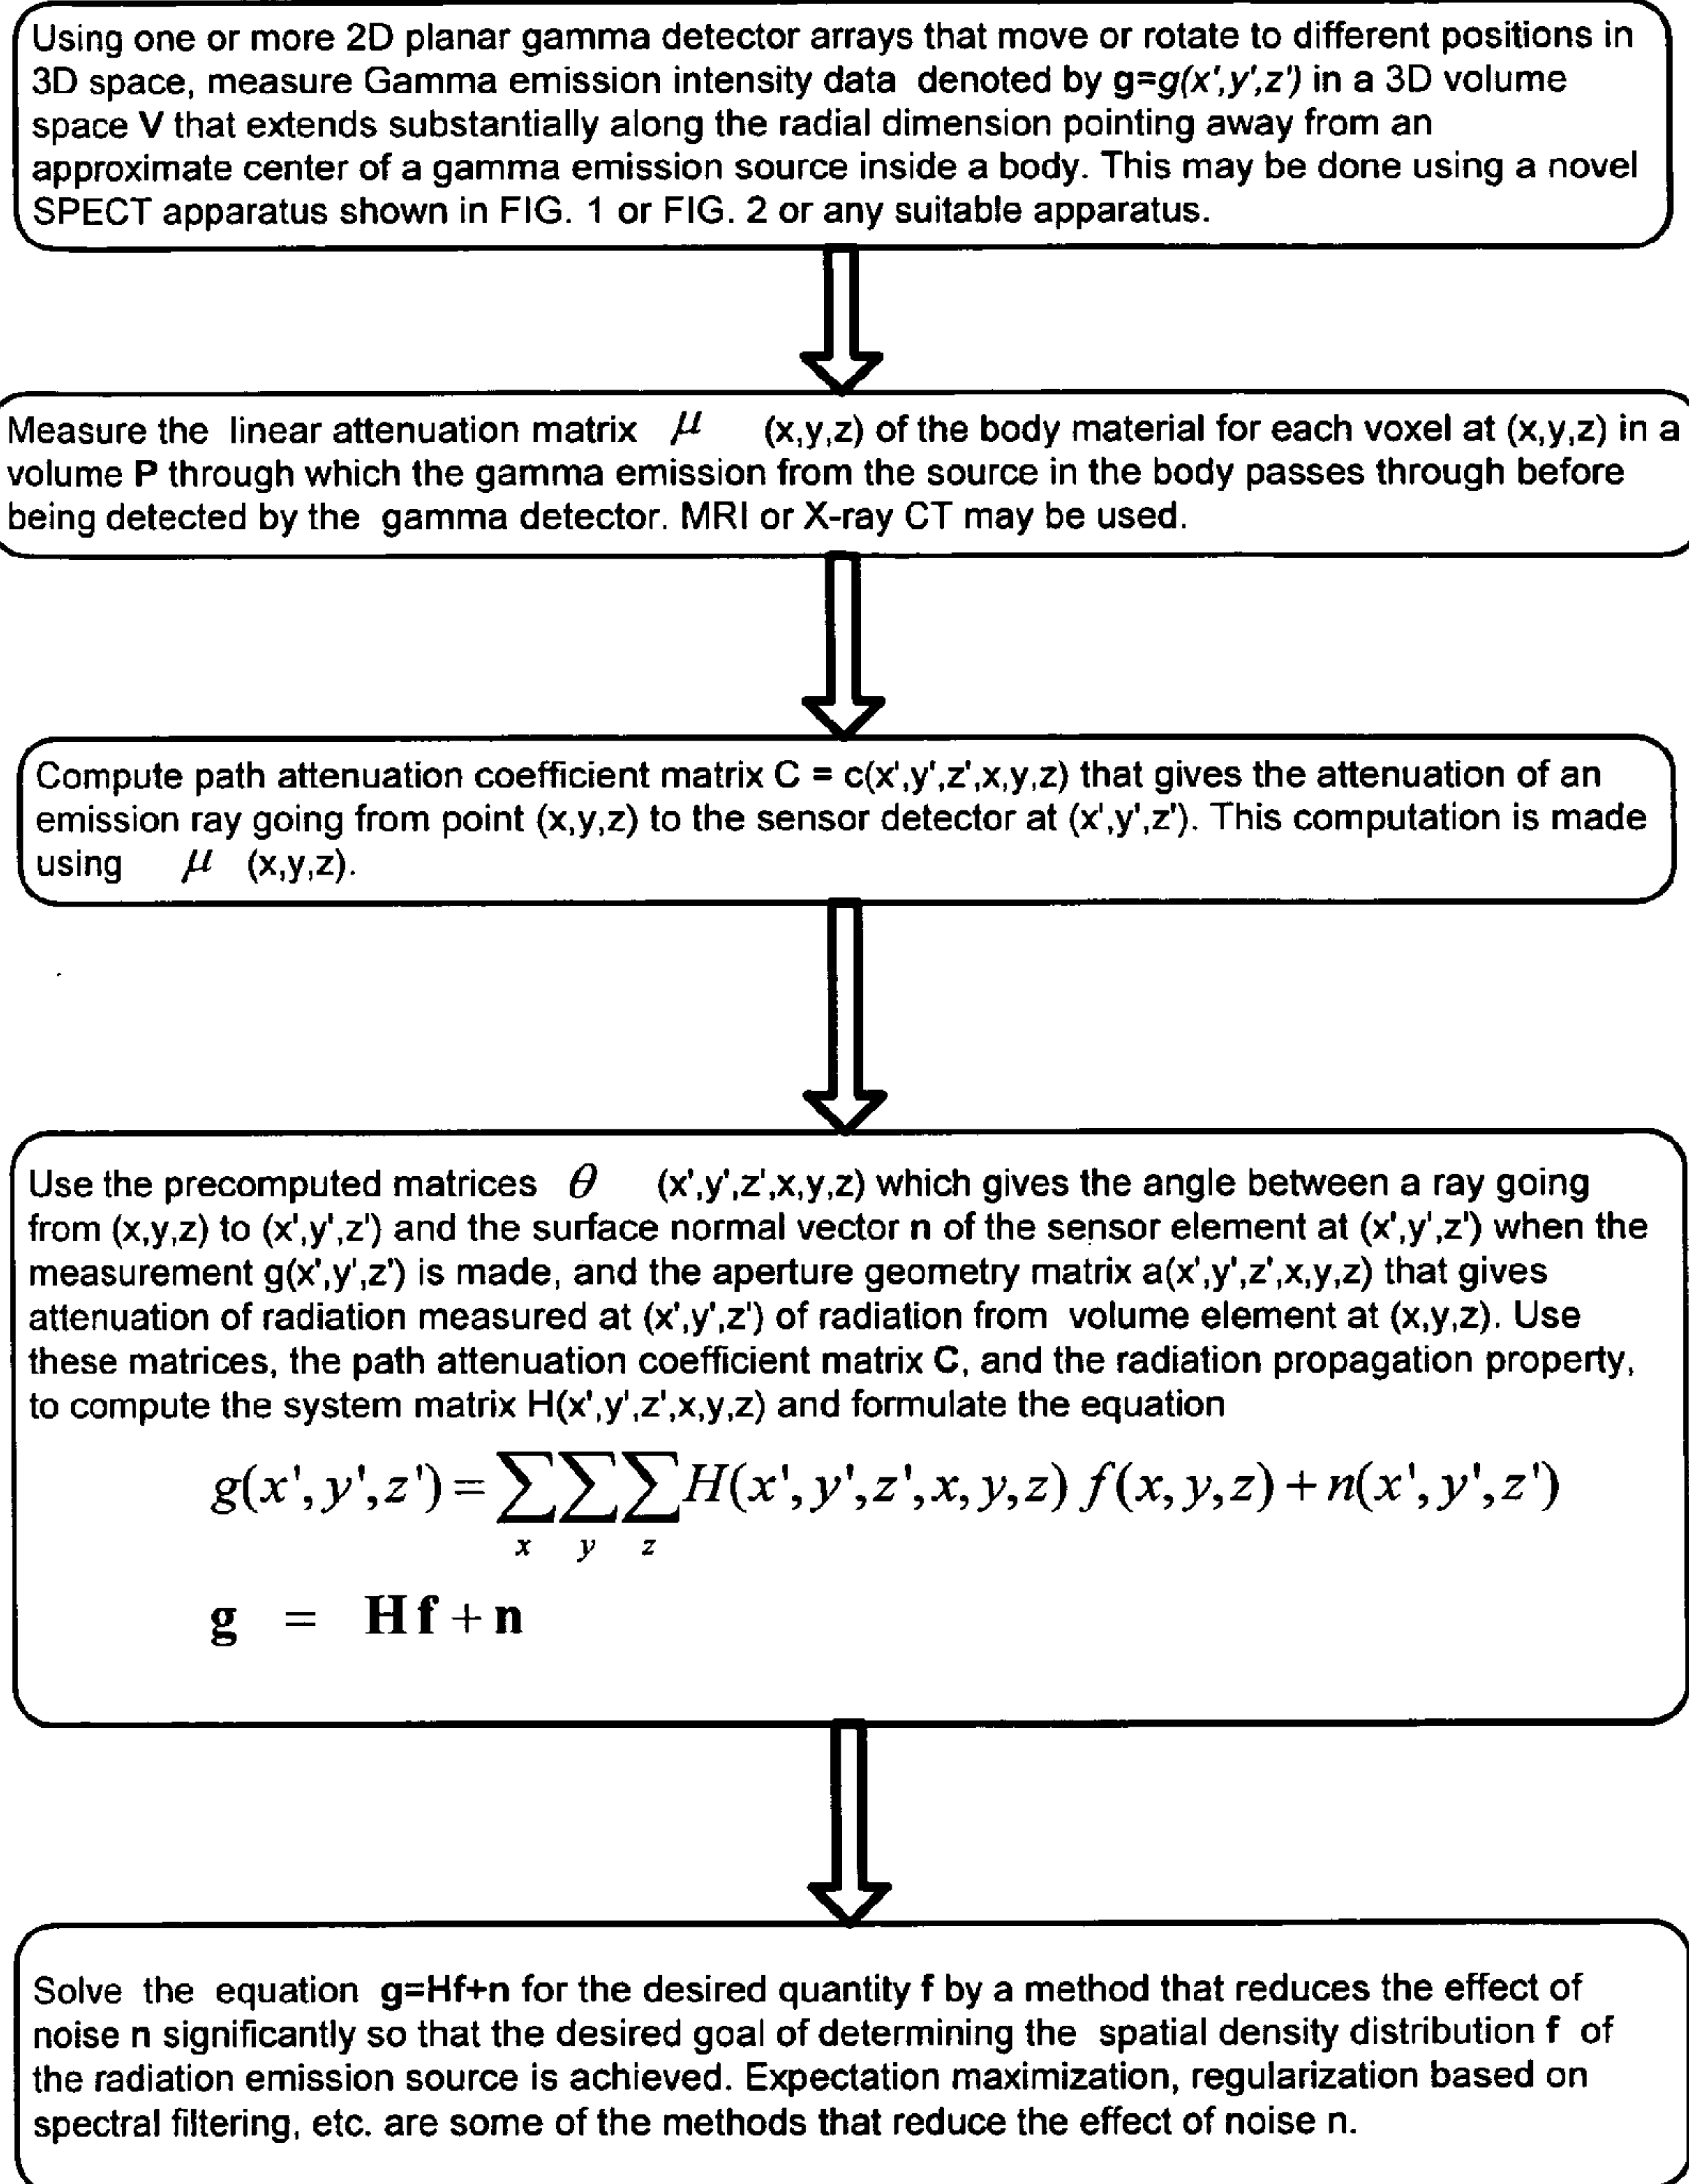 Using one or more 2D planar gamma detector arrays that move or rotate to different positions in
3D space, measure Gamma emission intensity data denoted by g=g(x',y',z') in a 3D volume
space V that extends substantially along the radial dimension pointing away from an
approximate center of a gamma emission source inside a body. This may be done using a novel
SPECT apparatus shown in FIG. 1 or FIG. 2 or any suitable apparatus.
Measure the linear attenuation matrix μ (x,y,z) of the body material for each voxel at (x,y,z) in a
volume P through which the gamma emission from the source in the body passes through before
being detected by the gamma detector. MRI or X-ray CT may be used.
Compute path attenuation coefficient matrix C = c(x',y',z',x,y,z) that gives the attenuation of an
emission ray going from point (x,y,z) to the sensor detector at (x',y',z'). This computation is made
using μ (x,y,z).
Use the precomputed matrices θ (x',y',z',x,y,z) which gives the angle between a ray going
from (x,y,z) to (x',y',z') and the surface normal vector n of the sensor element at (x',y',z') when the
measurement g(x',y',z') is made, and the aperture geometry matrix a(x',y',z',x,y,z) that gives
attenuation of radiation measured at (x',y',z') of radiation from volume element at (x,y,z). Use
these matrices, the path attenuation coefficient matrix C, and the radiation propagation property,
to compute the system matrix H(x',y',z',x,y,z) and formulate the equation
g(x',y',z') = ∑∑∑H(x',y',z',x,y,z) f(x,y,z)+n(x',y',z')
x y z
g = Hf+n
Solve the equation g=Hf+n for the desired quantity f by a method that reduces the effect of
noise n significantly so that the desired goal of determining the spatial density distribution f of
the radiation emission source is achieved. Expectation maximization, regularization based on
spectral filtering, etc. are some of the methods that reduce the effect of noise n.